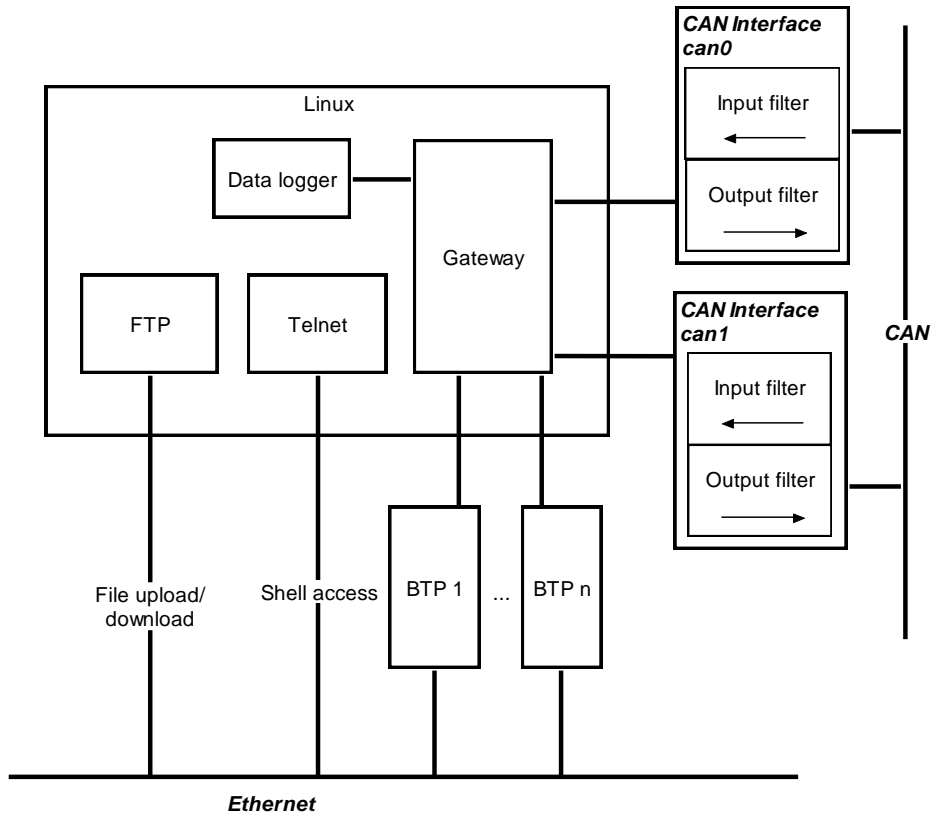 CAN Interface
can0
Input filter
Output filter
Linux
Data logger
Gateway
FTP
Telnet
CAN Interface
can1
Input filter
Output filter
CAN
File upload/
download
Shell access
BTP 1
...
BTP n
Ethernet